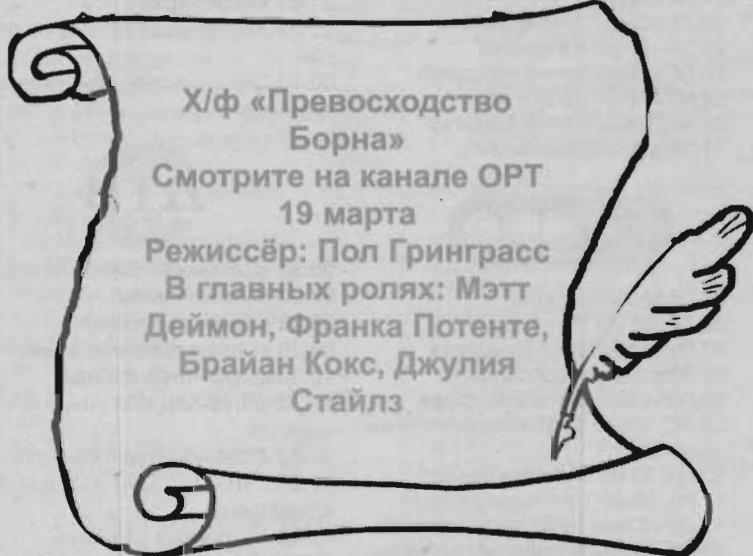 Х/ф «Превосходство
Борна»
Смотрите на канале ОРТ
19 марта
Режиссёр: Пол Гринграсс
В главных ролях: Мэтт
Деймон, Франка Потенте,
Брайан Кокс, Джулия
Стайлз